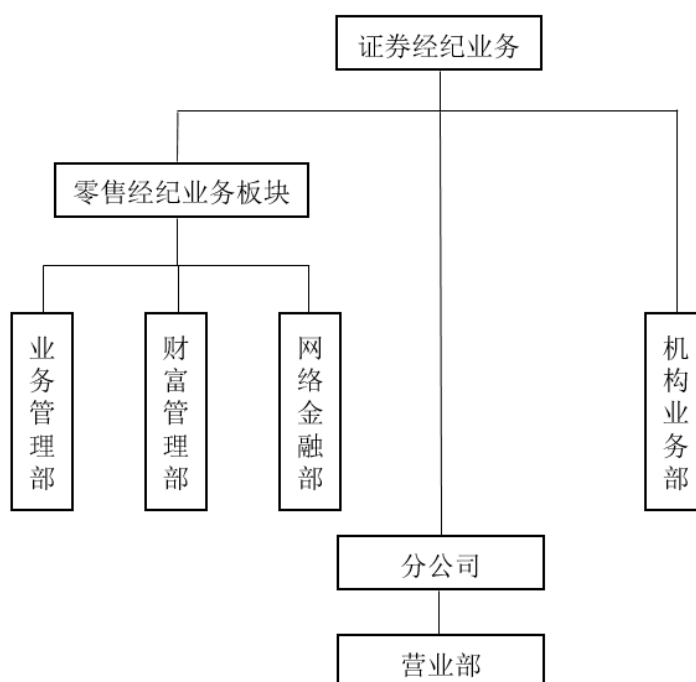 证券经纪业务
零售经纪业务板块
业务管理部
财富管理部
网络金融部
机构业务部
分公司
营业部